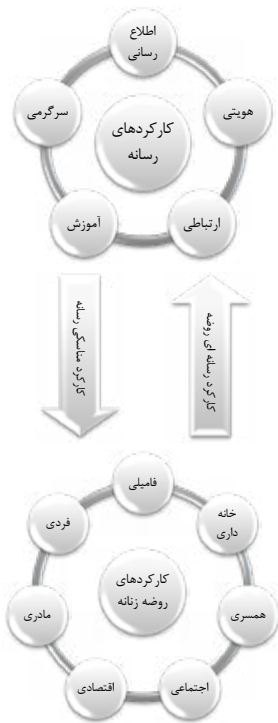 اطلاع
رسانی
سرگرمی
هویتی
کارکردهای
رسانه
آموزش
ارتباطی
کارکرد مناسکی رسانه
کارکرد رسانه ای روضه
فامیلی
فردی
خانه
داری
کارکردهای
روضه زنانه
مادری
همسری
اقتصادی
اجتماعی